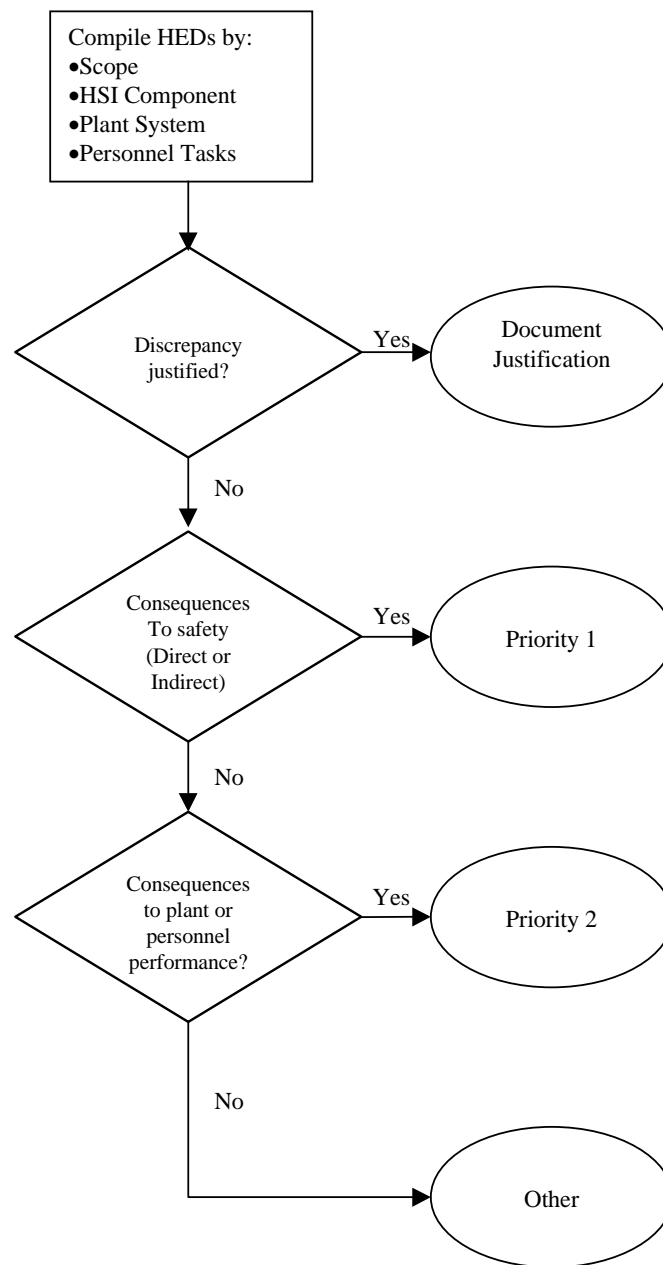 Compile HEDs by:
•Scope
•HSI Component
•Plant System
•Personnel Tasks
Discrepancy
justified?
Yes
Document
Justification
No
Consequences
To safety
(Direct or
Indirect)
Yes
Priority 1
No
Consequences
to plant or
personnel
performance?
Yes
Priority 2
No
Other